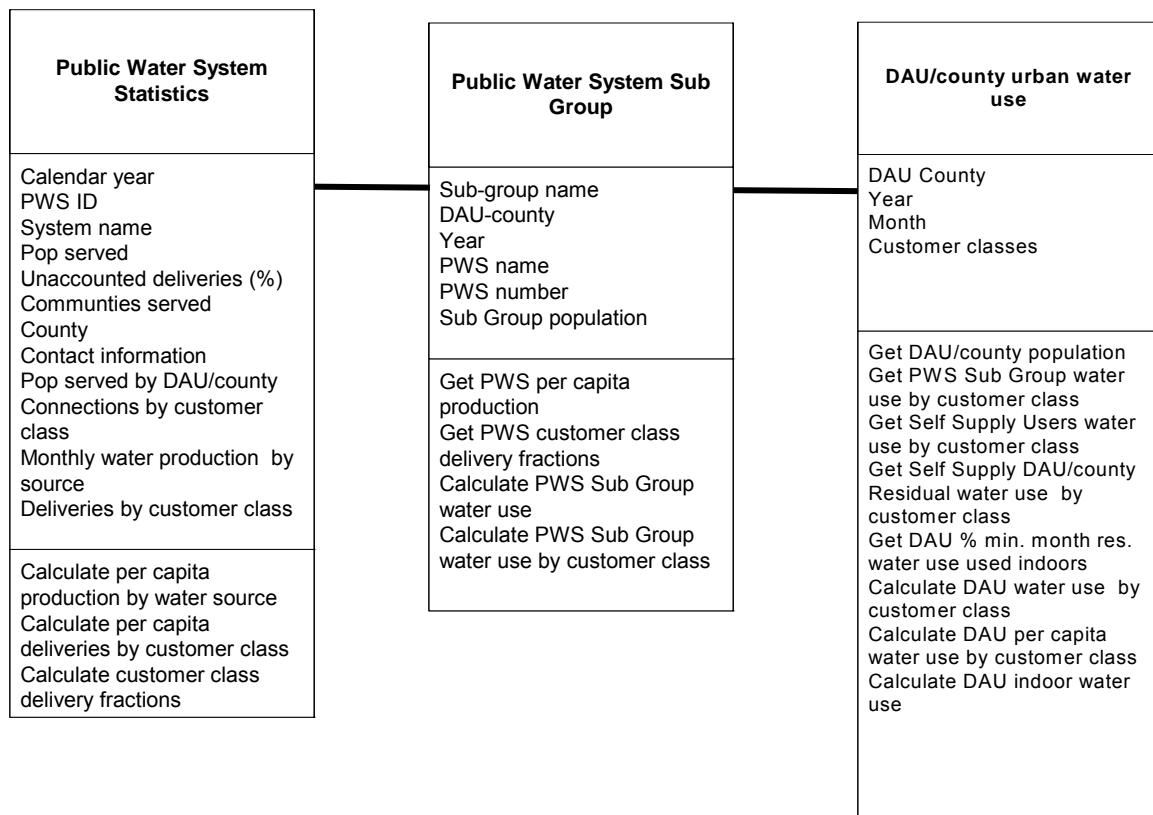 Public Water System
Statistics
Calendar year
PWS ID
System name
Pop served
Unaccounted deliveries (%)
Communties served
County
Contact information
Pop served by DAU/county
Connections by customer
class
Monthly water production by
source
Deliveries by customer class
Calculate per capita
production by water source
Calculate per capita
deliveries by customer class
Calculate customer class
delivery fractions
Public Water System Sub
Group
Sub-group name
DAU-county
Year
PWS name
PWS number
Sub Group population
Get PWS per capita
production
Get PWS customer class
delivery fractions
Calculate PWS Sub Group
water use
Calculate PWS Sub Group
water use by customer class
DAU/county urban water
use
DAU County
Year
Month
Customer classes
Get DAU/county population
Get PWS Sub Group water
use by customer class
Get Self Supply Users water
use by customer class
Get Self Supply DAU/county
Residual water use by
customer class
Get DAU % min. month res.
water use used indoors
Calculate DAU water use by
customer class
Calculate DAU per capita
water use by customer class
Calculate DAU indoor water
use